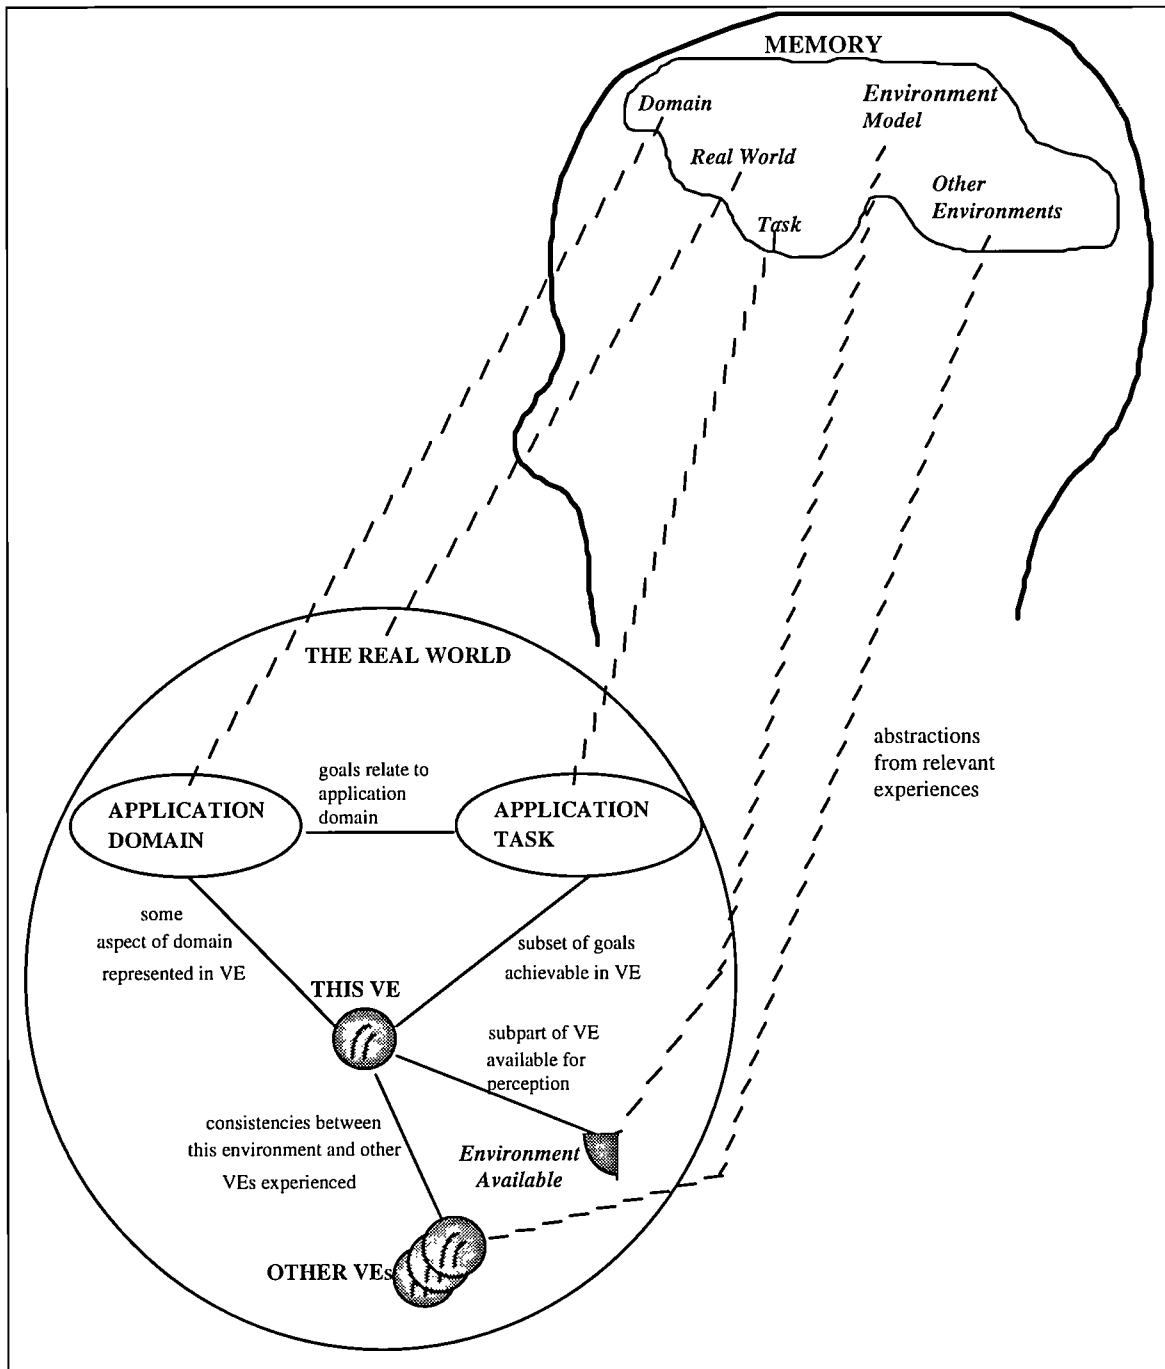 MEMORY
Domain
Environment
Model
Real World
Other
Environments
Task
THE REAL WORLD
abstractions
from relevant
experiences
goals relate to
application
domain
APPLICATION
DOMAIN
APPLICATION
TASK
some
aspect of domain
represented in VE
subset of goals
achievable in VE
THIS VE
subpart of VE
available for
perception
consistencies between
this environment and other
VEs experienced
Environment
Available
OTHER VEs